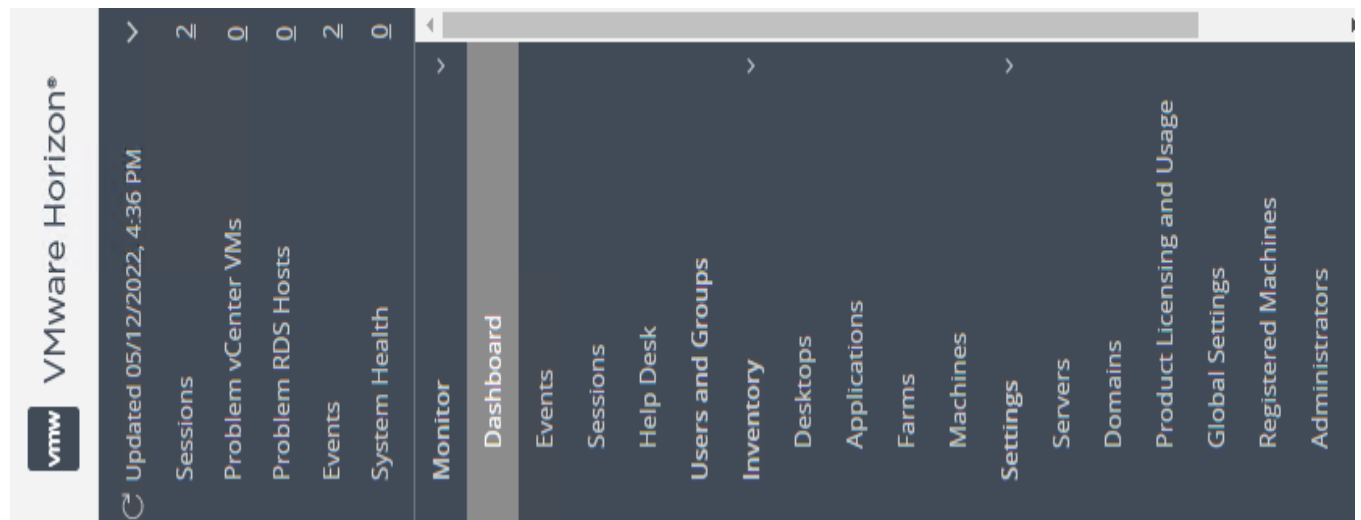 vmw VMware Horizon®
Updated 05/12/2022, 4:36 PM
Sessions 2
Problem vCenter VMs 0
Problem RDS Hosts 0
Events 2
System Health 0
Monitor
Dashboard
Events
Sessions
Help Desk
Users and Groups
Inventory
Desktops
Applications
Farms
Machines
Settings
Servers
Domains
Product Licensing and Usage
Global Settings
Registered Machines
Administrators